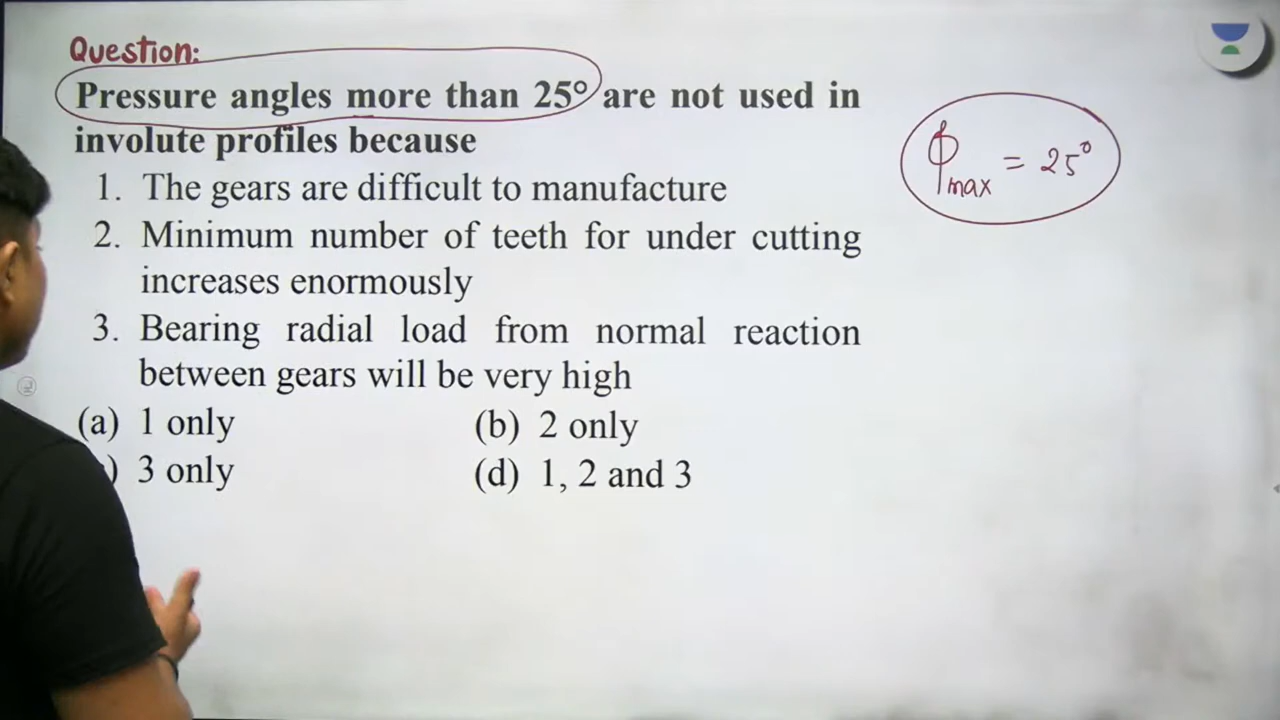 Question:
Pressure angles more than 25° are not used in
involute profiles because
1. The gears are difficult to manufacture
2. Minimum number of teeth for under cutting
increases enormously
3. Bearing radial load from normal reaction
between gears will be very high
(a) 1 only (b) 2 only
) 3 only (d) 1, 2 and 3
ϕmax = 25°